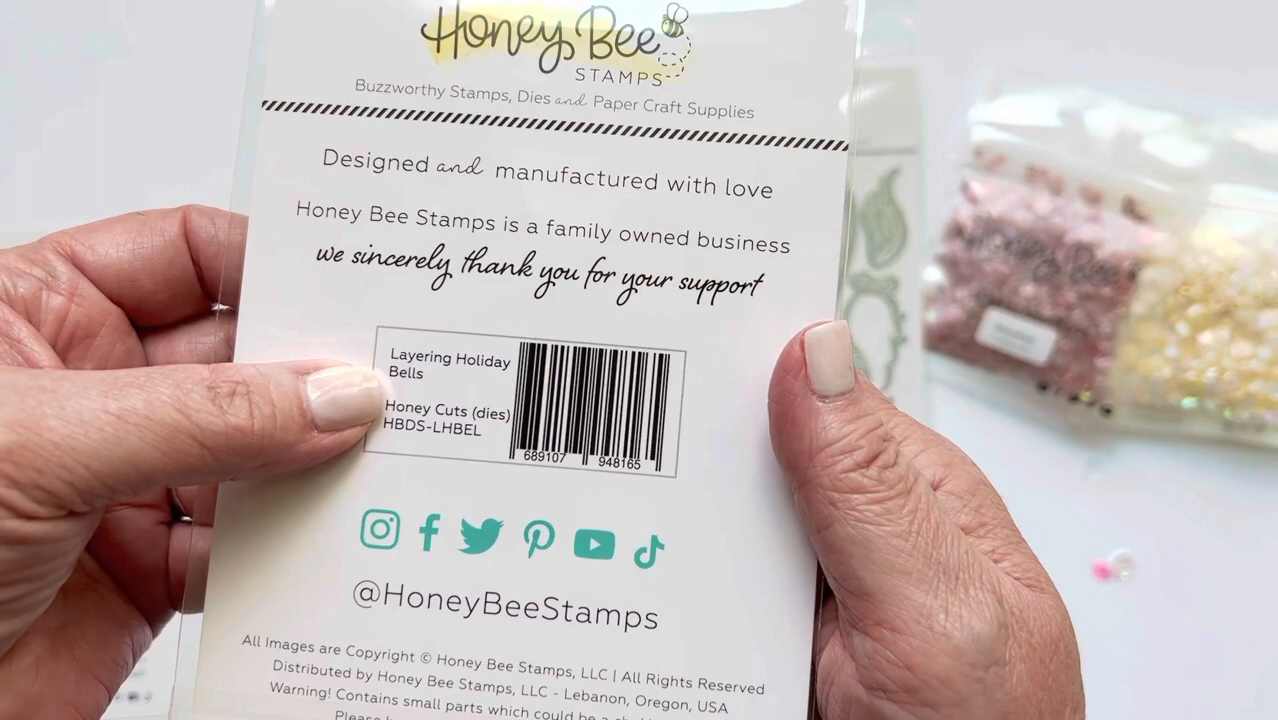 Honey Bee
STAMPS
Buzzworthy Stamps, Dies and Paper Craft Supplies
Designed and manufactured with love
Honey Bee Stamps is a family owned business
we sincerely thank you for your support
Layering Holiday
Bells
Honey Cuts (dies)
HBDS-LHBEL
689107 948165
@HoneyBeeStamps
All Images are Copyright © Honey Bee Stamps, LLC | All Rights Reserved
Distributed by Honey Bee Stamps, LLC - Lebanon, Oregon, USA
Warning! Contains small parts which could be a
Please
Honey Bee